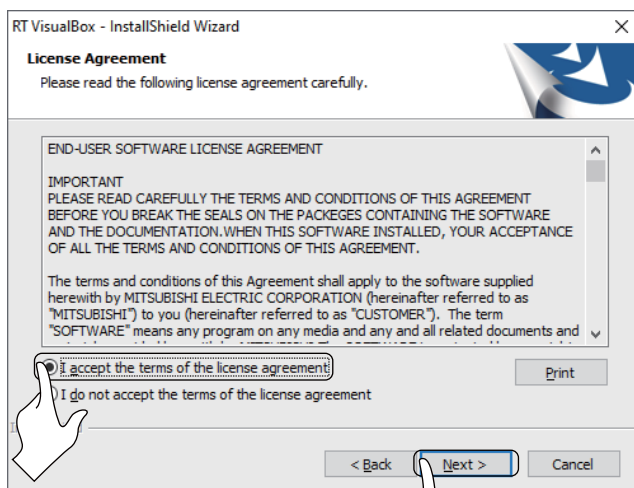 RT VisualBox - InstallShield Wizard
License Agreement
Please read the following license agreement carefully.
END-USER SOFTWARE LICENSE AGREEMENT
IMPORTANT
PLEASE READ CAREFULLY THE TERMS AND CONDITIONS OF THIS AGREEMENT
BEFORE YOU BREAK THE SEALS ON THE PACKEGES CONTAINING THE SOFTWARE
AND THE DOCUMENTATION.WHEN THIS SOFTWARE INSTALLED, YOUR ACCEPTANCE
OF ALL THE TERMS AND CONDITIONS OF THIS AGREEMENT.
The terms and conditions of this Agreement shall apply to the software supplied
herewith by MITSUBISHI ELECTRIC CORPORATION (hereinafter referred to as
"MITSUBISHI") to you (hereinafter referred to as "CUSTOMER"). The term
"SOFTWARE" means any program on any media and any and all related documents and
I accept the terms of the license agreement
Print
I do not accept the terms of the license agreement
< Back
Next >
Cancel